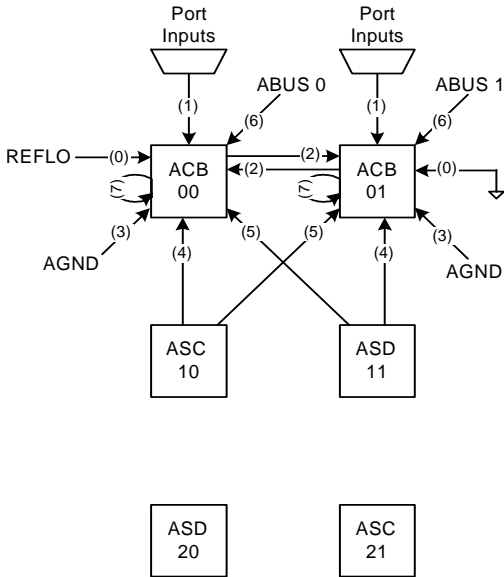 Port Inputs
Port Inputs
ABUS 0
ABUS 1
(1)
(1)
(6)
(6)
REFLO
(0)
ACB 00
(2)
(2)
ACB 01
(0)
(7)
(7)
(3)
(5)
(5)
(3)
AGND
(4)
(4)
AGND
ASC 10
ASD 11
ASD 20
ASC 21